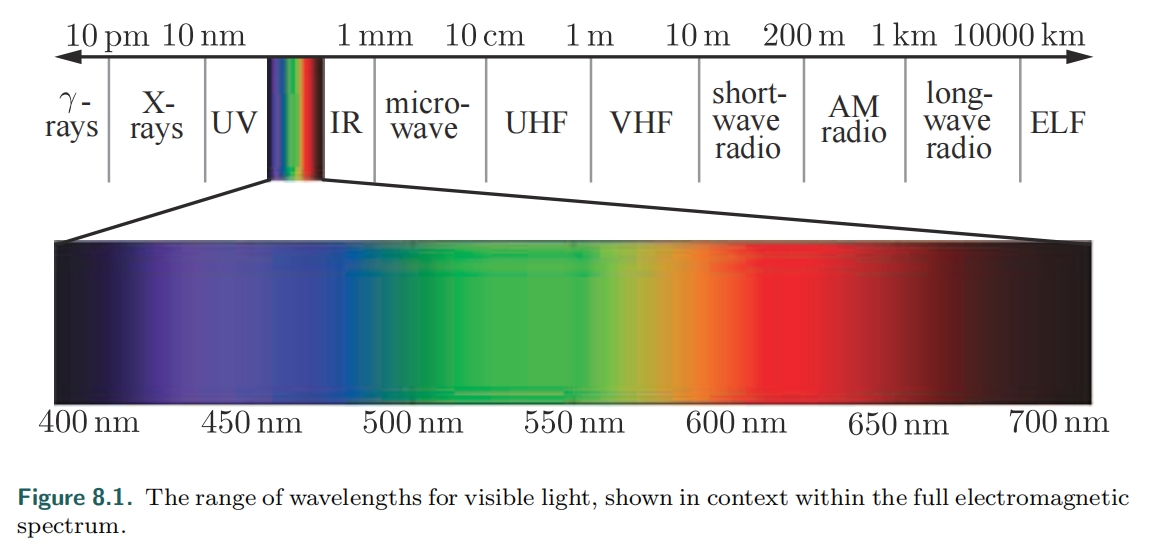 10 pm 10 nm 1 mm 10 cm 1 m 10 m 200 m 1 km 10000 km
γ-
rays
X-
rays
UV
IR
micro-
wave
UHF
VHF
short-
wave
radio
AM
radio
long-
wave
radio
ELF
400 nm 450 nm 500 nm 550 nm 600 nm 650 nm 700 nm
Figure 8.1. The range of wavelengths for visible light, shown in context within the full electromagnetic
spectrum.